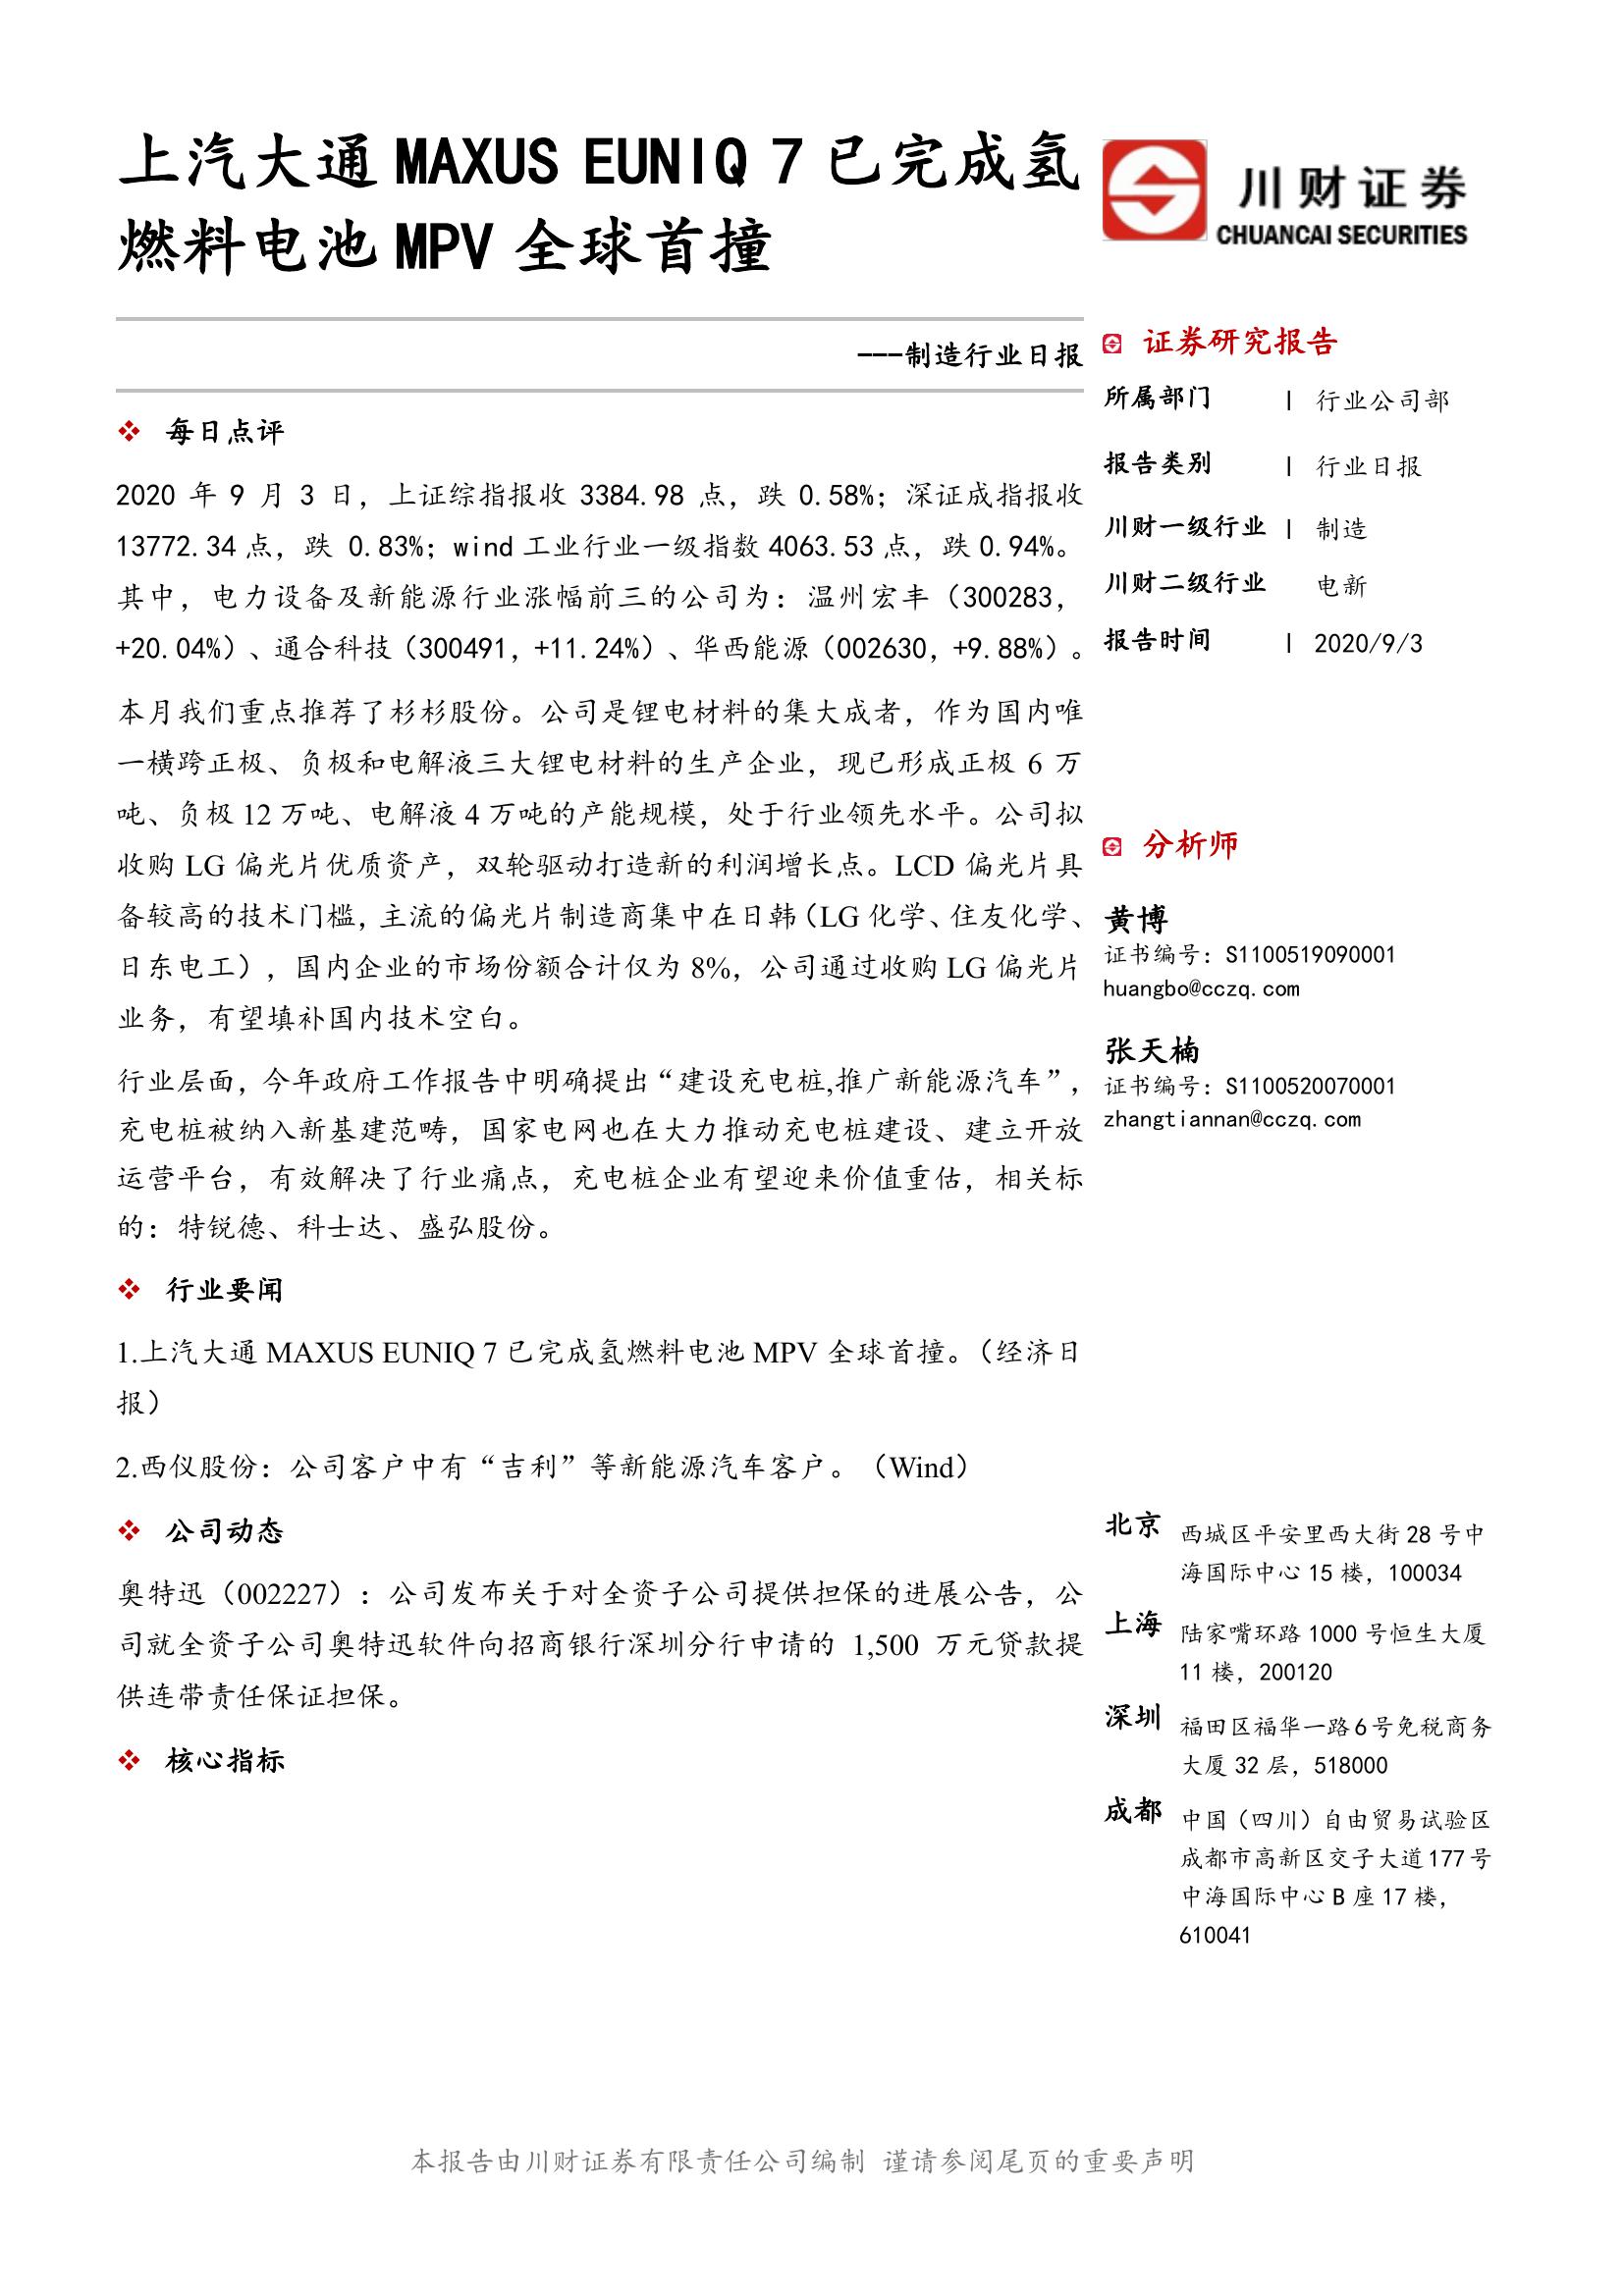 上汽大通 MAXUS EUNIQ 7 已完成氢
燃料电池 MPV 全球首撞
---制造行业日报
每日点评
2020 年 9 月 3 日，上证综指报收 3384.98 点，跌 0.58%；深证成指报收
13772.34 点，跌 0.83%；wind 工业行业一级指数 4063.53 点，跌 0.94%。
其中，电力设备及新能源行业涨幅前三的公司为：温州宏丰（300283，
+20.04%）、通合科技（300491，+11.24%）、华西能源（002630，+9.88%）。
本月我们重点推荐了杉杉股份。公司是锂电材料的集大成者，作为国内唯
一横跨正极、负极和电解液三大锂电材料的生产企业，现已形成正极 6 万
吨、负极 12 万吨、电解液 4 万吨的产能规模，处于行业领先水平。公司拟
收购 LG 偏光片优质资产，双轮驱动打造新的利润增长点。LCD 偏光片具
备较高的技术门槛，主流的偏光片制造商集中在日韩（LG 化学、住友化学、
日东电工），国内企业的市场份额合计仅为 8%，公司通过收购 LG 偏光片
业务，有望填补国内技术空白。
行业层面，今年政府工作报告中明确提出“建设充电桩,推广新能源汽车”，
充电桩被纳入新基建范畴，国家电网也在大力推动充电桩建设、建立开放
运营平台，有效解决了行业痛点，充电桩企业有望迎来价值重估，相关标
的：特锐德、科士达、盛弘股份。
行业要闻
1.上汽大通 MAXUS EUNIQ 7 已完成氢燃料电池 MPV 全球首撞。（经济日
报）
2.西仪股份：公司客户中有“吉利”等新能源汽车客户。（Wind）
公司动态
奥特迅（002227）：公司发布关于对全资子公司提供担保的进展公告，公
司就全资子公司奥特迅软件向招商银行深圳分行申请的 1,500 万元贷款提
供连带责任保证担保。
核心指标
川财证券
CHUANCAI SECURITIES
证券研究报告
所属部门 | 行业公司部
报告类别 | 行业日报
川财一级行业 | 制造
川财二级行业 电新
报告时间 | 2020/9/3
分析师
黄博
证书编号：S1100519090001
huangbo@cczq.com
张天楠
证书编号：S1100520070001
zhangtiannan@cczq.com
北京 西城区平安里西大街 28 号中
海国际中心 15 楼，100034
上海 陆家嘴环路 1000 号恒生大厦
11 楼，200120
深圳 福田区福华一路 6 号免税商务
大厦 32 层，518000
成都 中国（四川）自由贸易试验区
成都市高新区交子大道 177 号
中海国际中心 B 座 17 楼，
610041
本报告由川财证券有限责任公司编制 谨请参阅尾页的重要声明